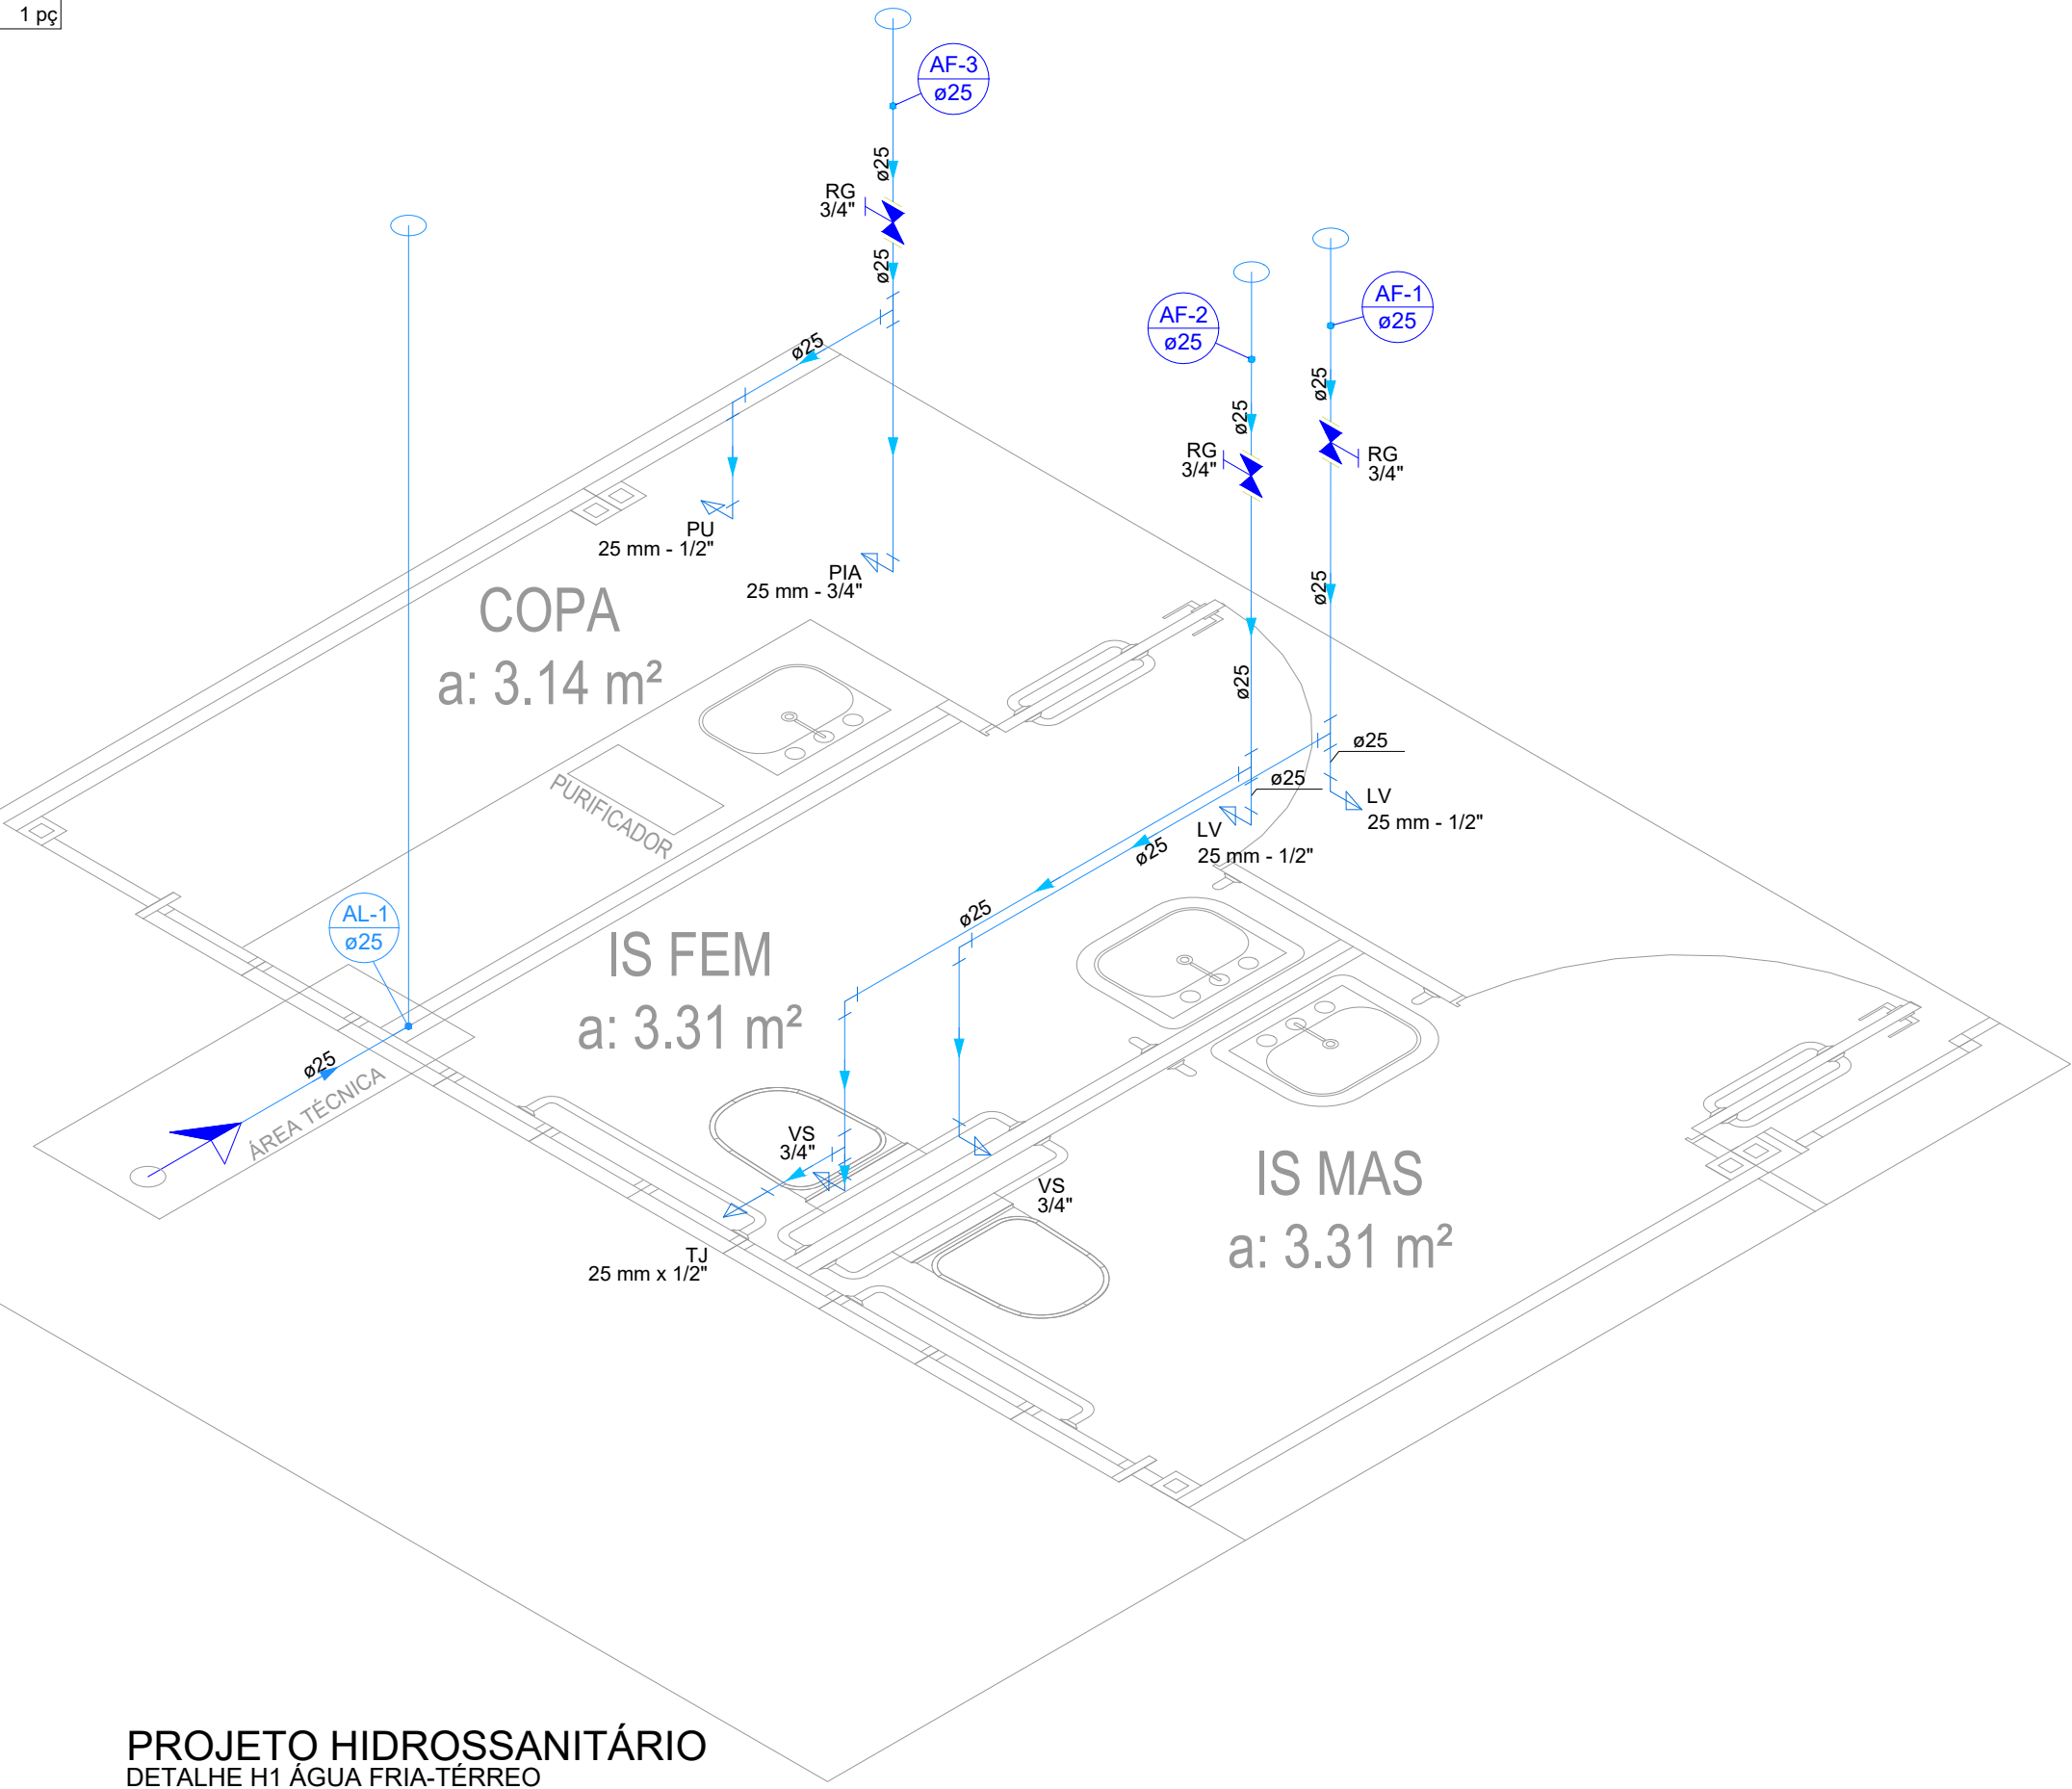 1 pç
AF-3
ø25
ø25
RG
3/4"
ø25
AF-1
ø25
AF-2
ø25
ø25
ø25
ø25
RG
3/4"
RG
3/4"
PU
25 mm - 1/2"
PIA
25 mm - 3/4"
ø25
COPA
a: 3.14 m²
ø25
ø25
ø25
PURIFICADOR
LV
25 mm - 1/2"
LV
25 mm - 1/2"
ø25
ø25
AL-1
ø25
IS FEM
a: 3.31 m²
ø25
ÁREA TÉCNICA
VS
3/4"
VS
3/4"
IS MAS
a: 3.31 m²
TJ
25 mm x 1/2"
PROJETO HIDROSSANITÁRIO
DETALHE H1 ÁGUA FRIA-TÉRREO